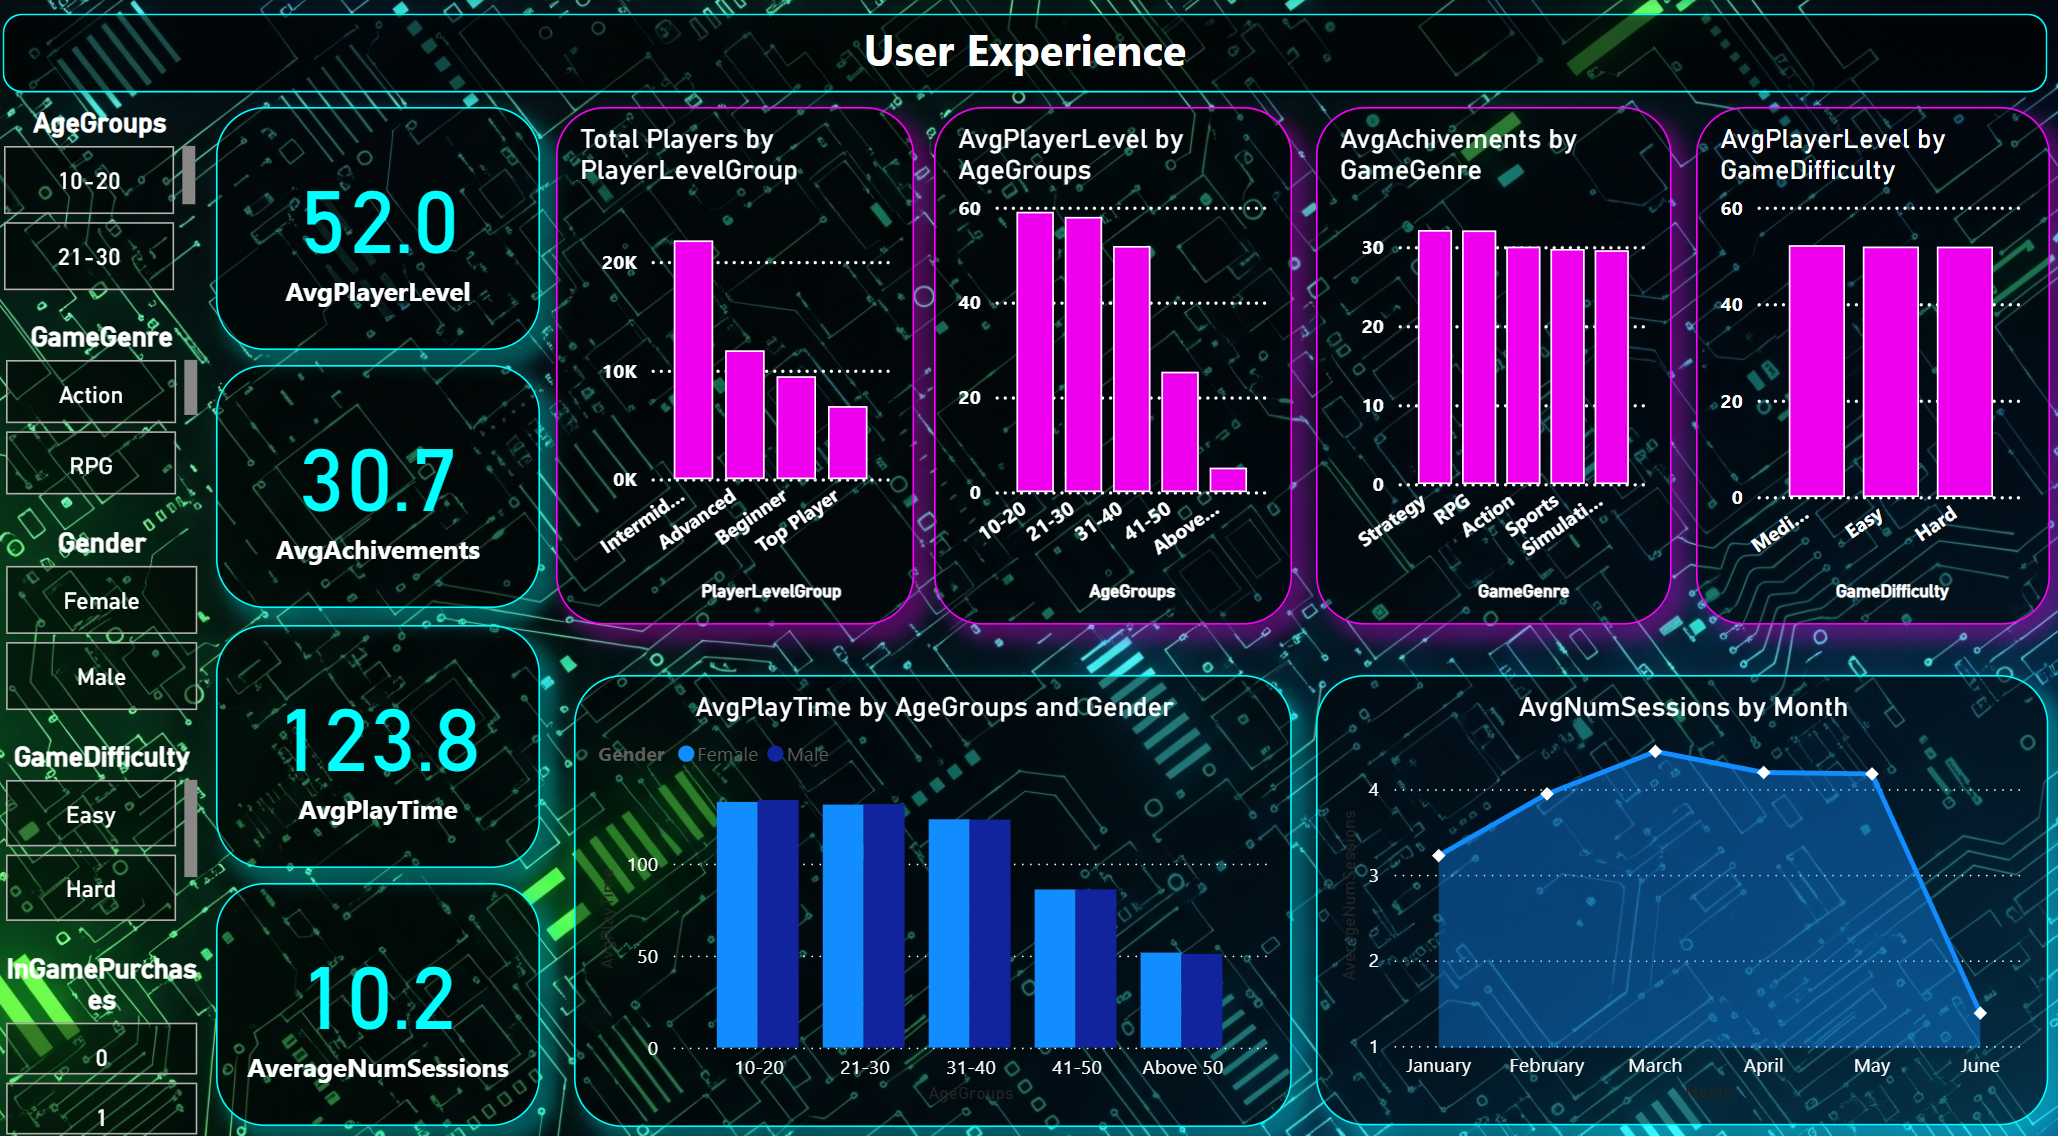 User Experience
AgeGroups
10-20
21-30
GameGenre
Action
RPG
Gender
Female
Male
GameDifficulty
Easy
Hard
InGamePurchas
es
0
1
52.0
AvgPlayerLevel
30.7
AvgAchivements
123.8
AvgPlayTime
10.2
AverageNumSessions
Total Players by
PlayerLevelGroup
20K
10K
0K
Intermid...
Advanced
Beginner
Top Player
PlayerLevelGroup
AvgPlayerLevel by
AgeGroups
60
40
20
0
10-20
21-30
31-40
41-50
Above...
AgeGroups
AvgAchivements by
GameGenre
30
20
10
0
Strategy
RPG
Action
Sports
Simulati...
GameGenre
AvgPlayerLevel by
GameDifficulty
60
40
20
0
Medi...
Easy
Hard
GameDifficulty
AvgPlayTime by AgeGroups and Gender
Gender Female Male
AvgPlayTime
100
50
0
10-20
21-30
31-40
41-50
Above 50
AgeGroups
AvgNumSessions by Month
AverageNumSessions
4
3
2
1
January
February
March
April
May
June
Month